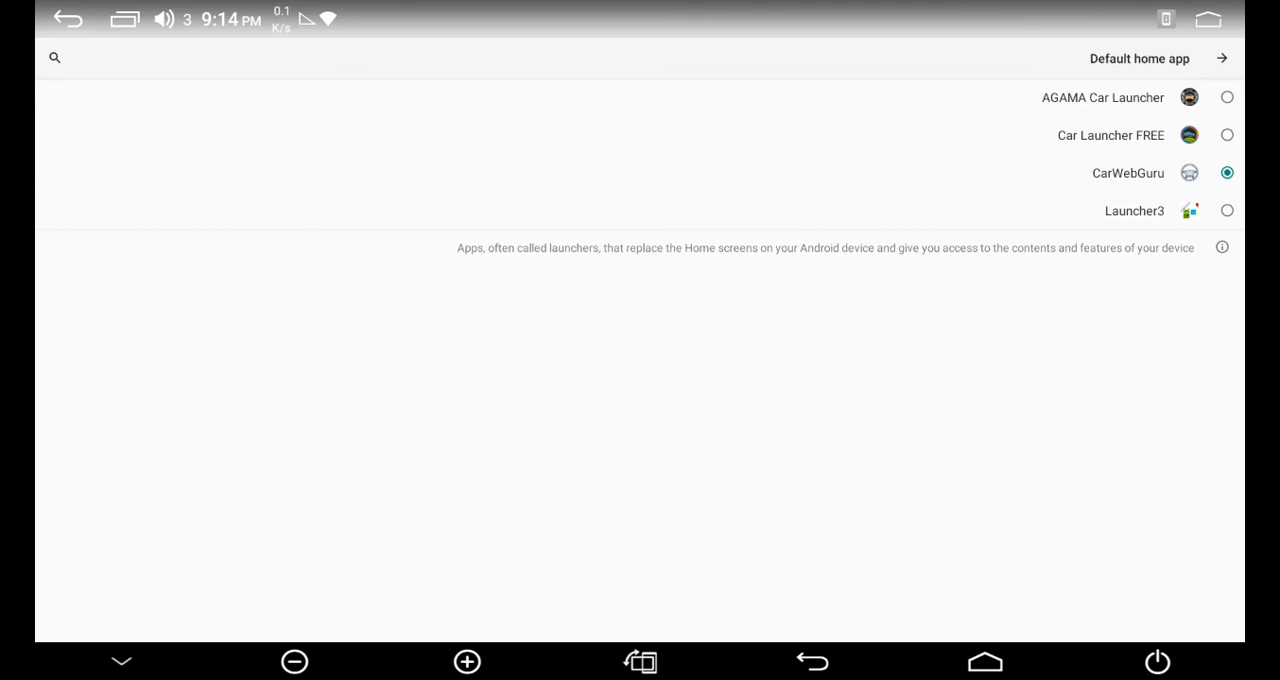 3 9:14 PM 0.1 K/s
Default home app
AGAMA Car Launcher
Car Launcher FREE
CarWebGuru
Launcher3
Apps, often called launchers, that replace the Home screens on your Android device and give you access to the contents and features of your device